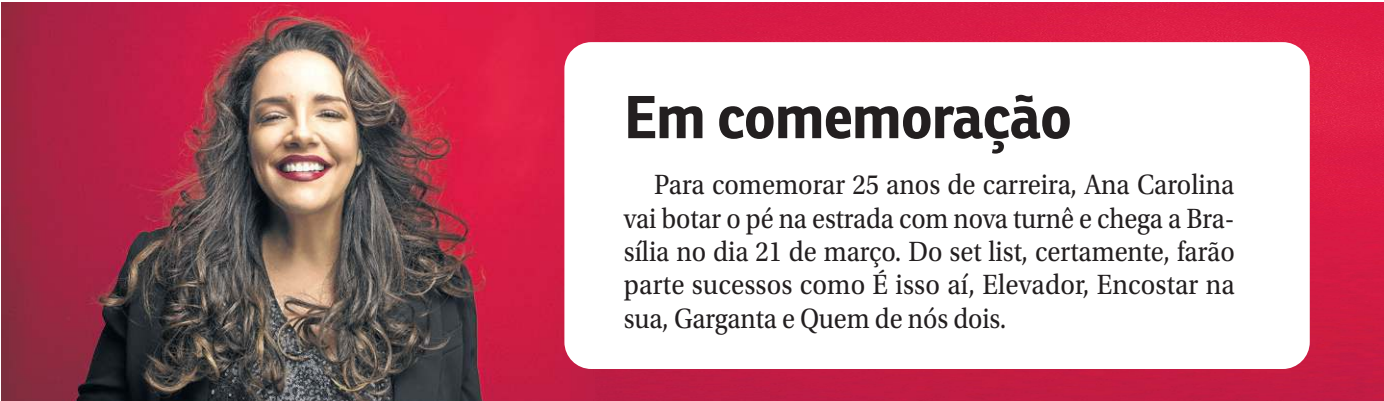 Em comemoração
Para comemorar 25 anos de carreira, Ana Carolina
vai botar o pé na estrada com nova turnê e chega a Bra-
sília no dia 21 de março. Do set list, certamente, farão
parte sucessos como É isso aí, Elevador, Encostar na
sua, Garganta e Quem de nós dois.